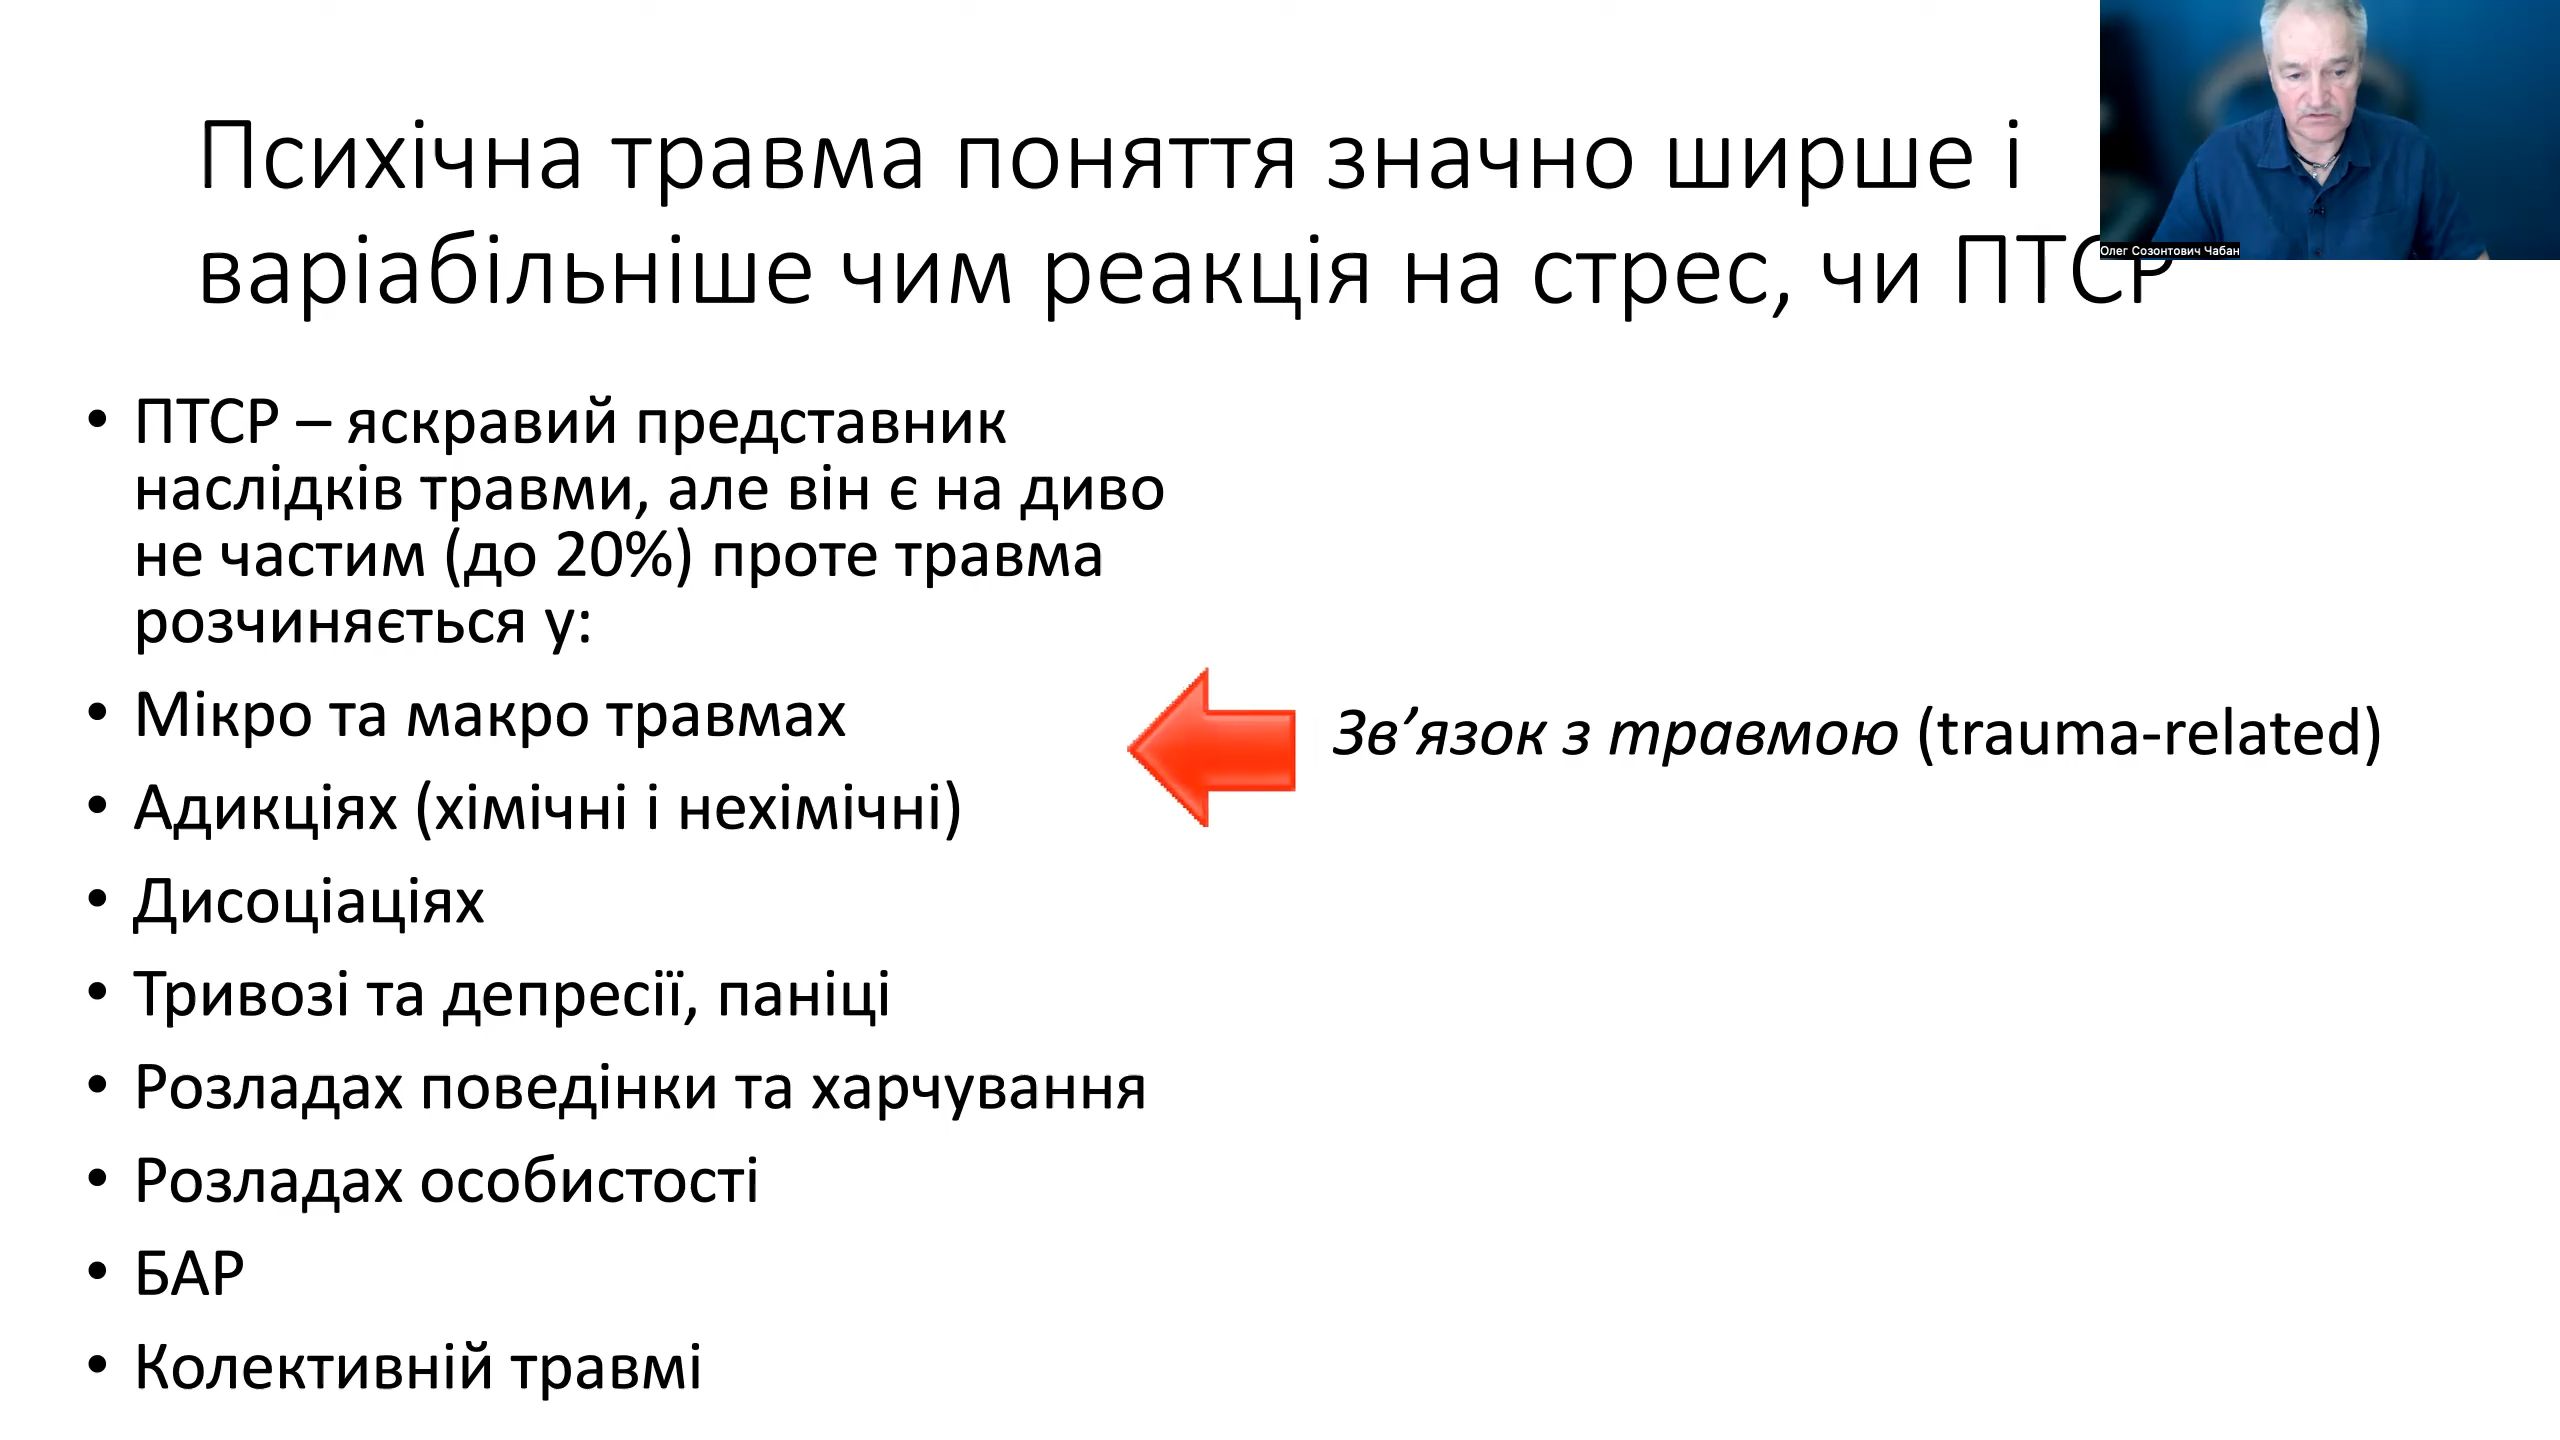 Психічна травма поняття значно ширше і
варіабільніше чим реакція на стрес, чи ПТСР
Олег Созонтович Чабан
• ПТСР – яскравий представник
наслідків травми, але він є на диво
не частим (до 20%) проте травма
розчиняється у:
• Мікро та макро травмах
• Адикціях (хімічні і нехімічні)
• Дисоціаціях
• Тривозі та депресії, паніці
• Розладах поведінки та харчування
• Розладах особистості
• БАР
• Колективній травмі
Зв’язок з травмою (trauma-related)